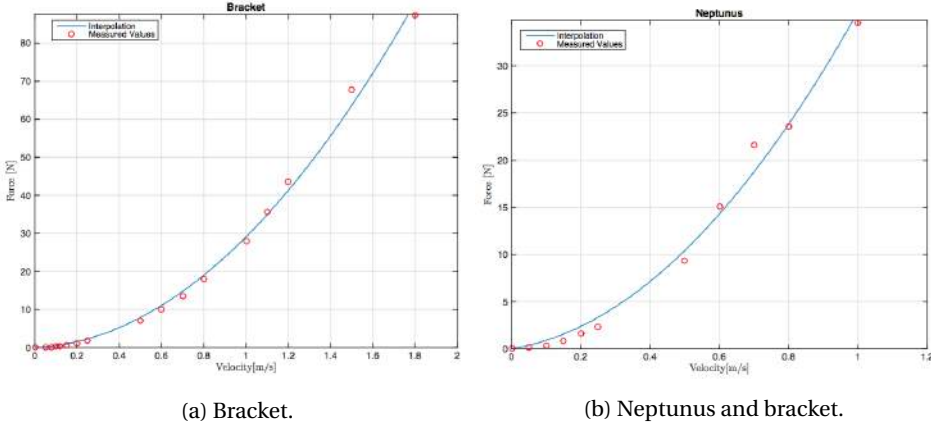 Bracket
Interpolation
Measured Values
Force [N]
80
70
60
50
40
30
20
10
0
0 0.2 0.4 0.6 0.8 1 1.2 1.4 1.6 1.8 2
Velocity[m/s]
(a) Bracket.
Neptunus
Interpolation
Measured Values
Force [N]
30
25
20
15
10
5
0
0 0.2 0.4 0.6 0.8 1 1.2
Velocity[m/s]
(b) Neptunus and bracket.